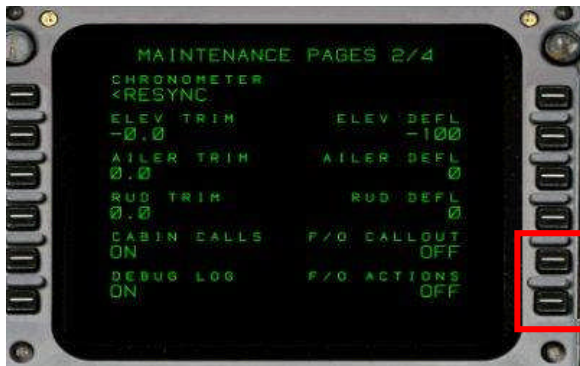 MAINTENANCE PAGES 2/4
CHRONOMETER
<RESYNC
ELEV TRIM ELEV DEFL
-0.0 -100
AILER TRIM AILER DEFL
0.0 0
RUD TRIM RUD DEFL
0.0 0
CABIN CALLS F/O CALLOUT
ON OFF
DEBUG LOG F/O ACTIONS
ON OFF